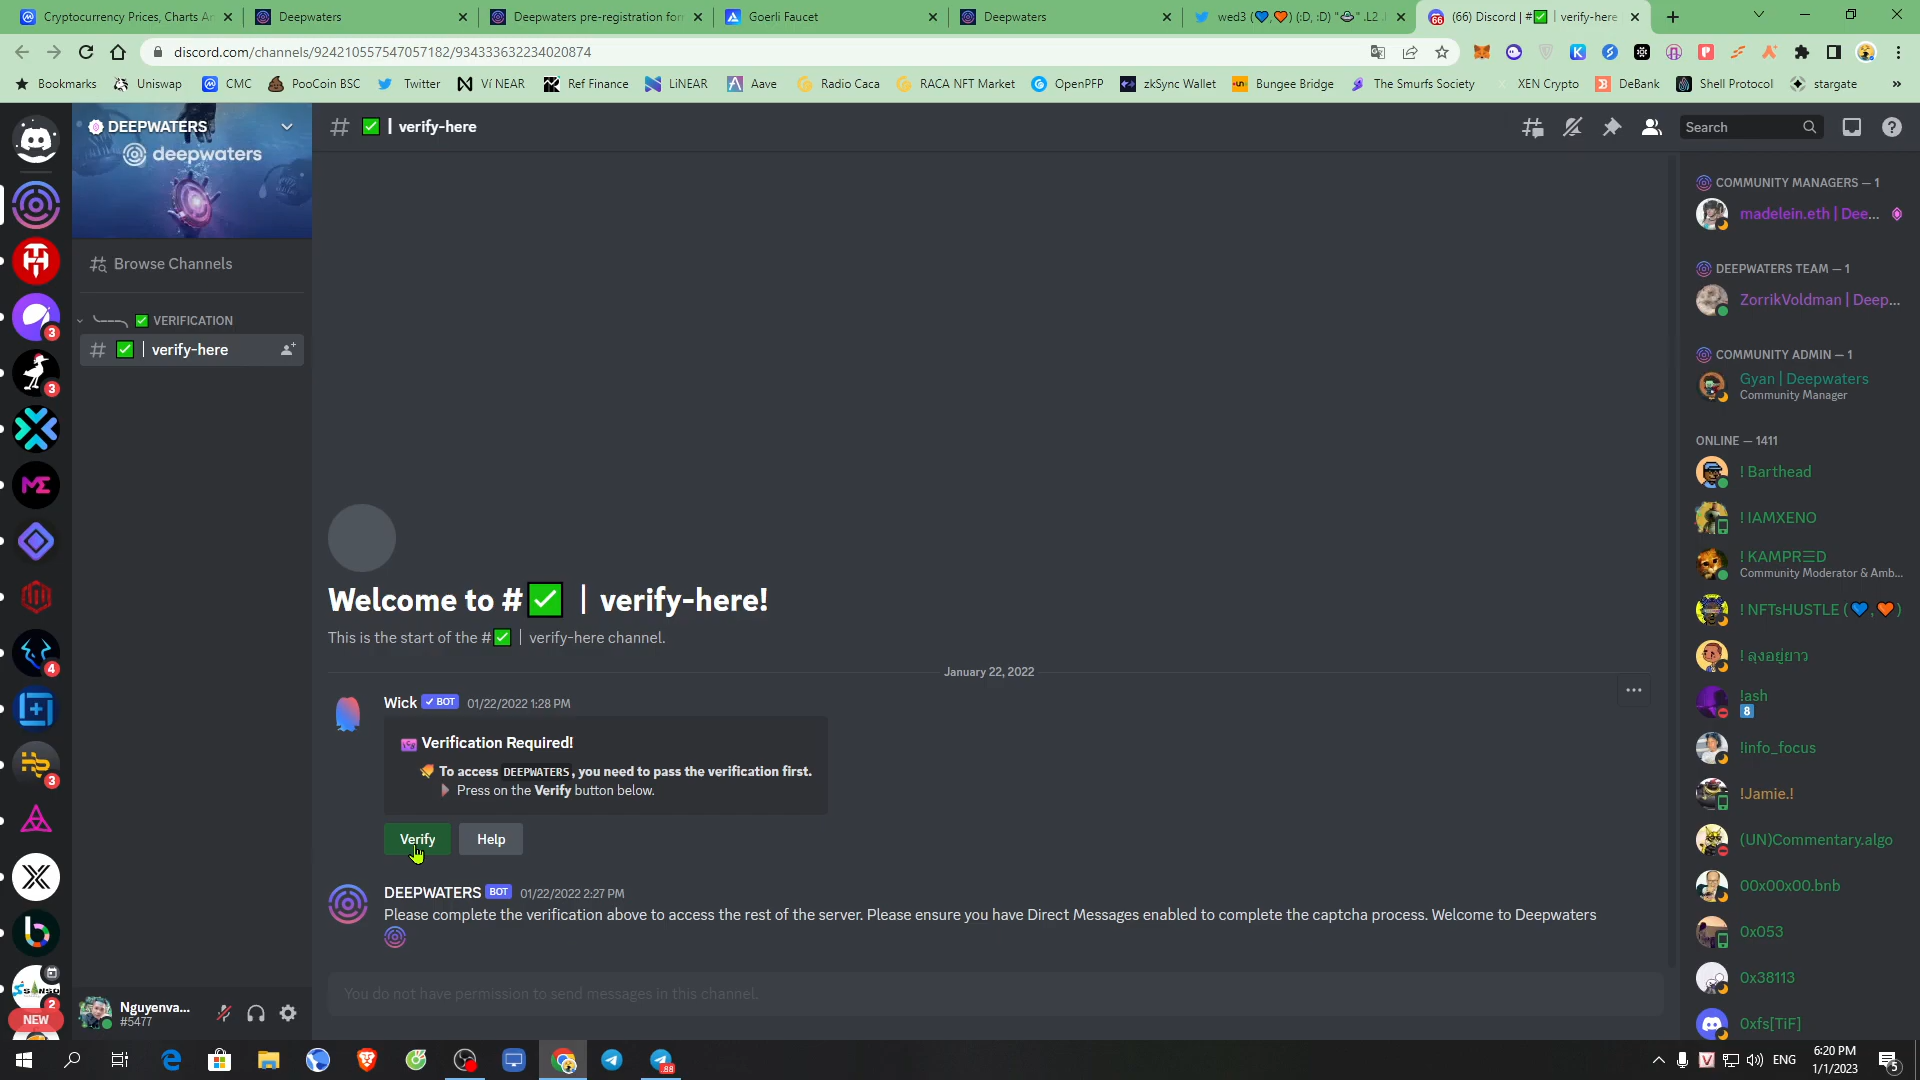 Cryptocurrency Prices, Charts Ar
Deepwaters
Deepwaters pre-registration for
Goerli Faucet
Deepwaters
wed3 (💙,🧡) (:D, :D) "🛸" .L2
(66) Discord | #✅ | verify-here
discord.com/channels/924210557547057182/934333632234020874
Bookmarks
Uniswap
CMC
PooCoin BSC
Twitter
Ví NEAR
Ref Finance
LiNEAR
Aave
Radio Caca
RACA NFT Market
OpenPFP
zkSync Wallet
Bungee Bridge
The Smurfs Society
XEN Crypto
DeBank
Shell Protocol
stargate
»
DEEPWATERS
deepwaters
Browse Channels
✅ VERIFICATION
# ✅ | verify-here
# ✅ | verify-here
Search
Welcome to #✅ | verify-here!
This is the start of the #✅ | verify-here channel.
January 22, 2022
Wick ✓ BOT 01/22/2022 1:28 PM
Verification Required!
To access DEEPWATERS, you need to pass the verification first.
Press on the Verify button below.
Verify
Help
DEEPWATERS BOT 01/22/2022 2:27 PM
Please complete the verification above to access the rest of the server. Please ensure you have Direct Messages enabled to complete the captcha process. Welcome to Deepwaters
You do not have permission to send messages in this channel.
COMMUNITY MANAGERS — 1
madelein.eth | Dee...
DEEPWATERS TEAM — 1
ZorrikVoldman | Deep...
COMMUNITY ADMIN — 1
Gyan | Deepwaters
Community Manager
ONLINE — 1411
! Barthead
! IAMXENO
! KAMPR☰D
Community Moderator & Amb...
! NFTsHUSTLE (💙,🧡)
! ลุงอยู่ยาว
!ash
8
!info_focus
!Jamie.!
(UN)Commentary.algo
00x00x00.bnb
0x053
0x38113
0xfs[TiF]
3
3
4
3
2
NEW
Nguyenva...
#5477
88
ENG
6:20 PM
1/1/2023
5